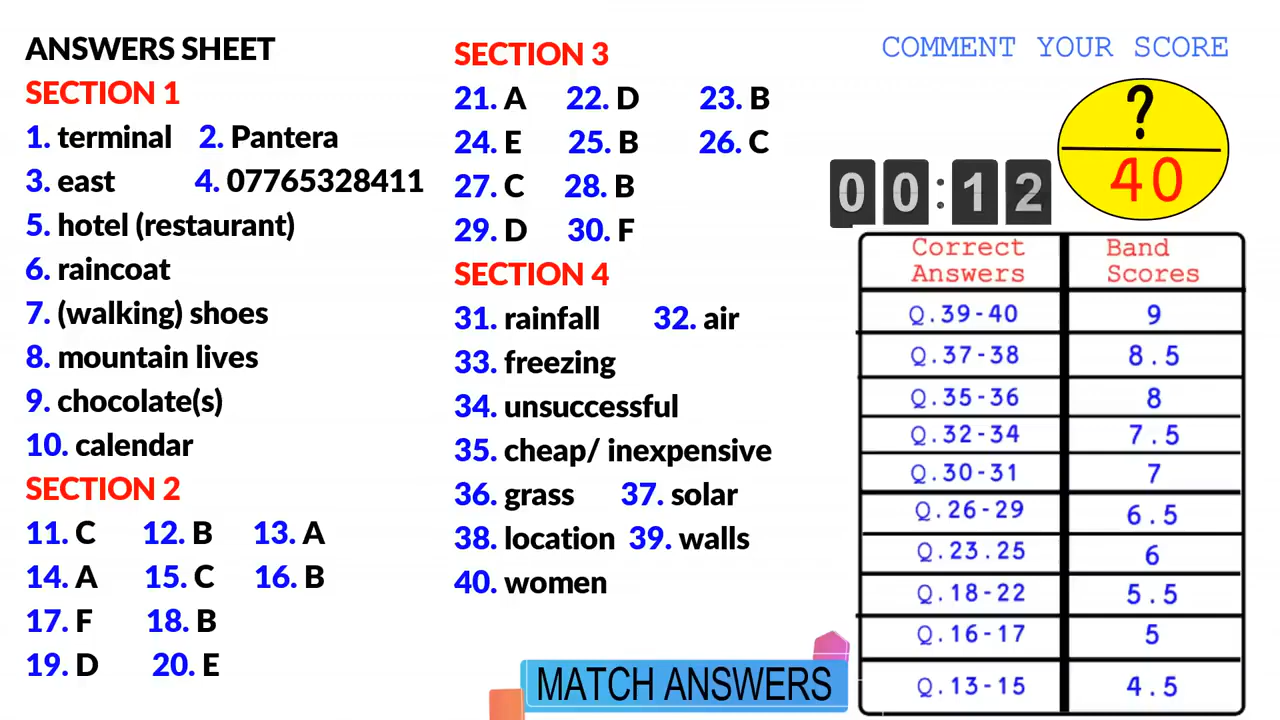 ANSWERS SHEET
SECTION 1
1. terminal 2. Pantera
3. east 4. 07765328411
5. hotel (restaurant)
6. raincoat
7. (walking) shoes
8. mountain lives
9. chocolate(s)
10. calendar
SECTION 2
11. C 12. B 13. A
14. A 15. C 16. B
17. F 18. B
19. D 20. E
SECTION 3
21. A 22. D 23. B
24. E 25. B 26. C
27. C 28. B
29. D 30. F
SECTION 4
31. rainfall 32. air
33. freezing
34. unsuccessful
35. cheap/ inexpensive
36. grass 37. solar
38. location 39. walls
40. women
MATCH ANSWERS
COMMENT YOUR SCORE
?
40
00:12
Correct Answers Band Scores
Q.39-40 9
Q.37-38 8.5
Q.35-36 8
Q.32-34 7.5
Q.30-31 7
Q.26-29 6.5
Q.23.25 6
Q.18-22 5.5
Q.16-17 5
Q.13-15 4.5